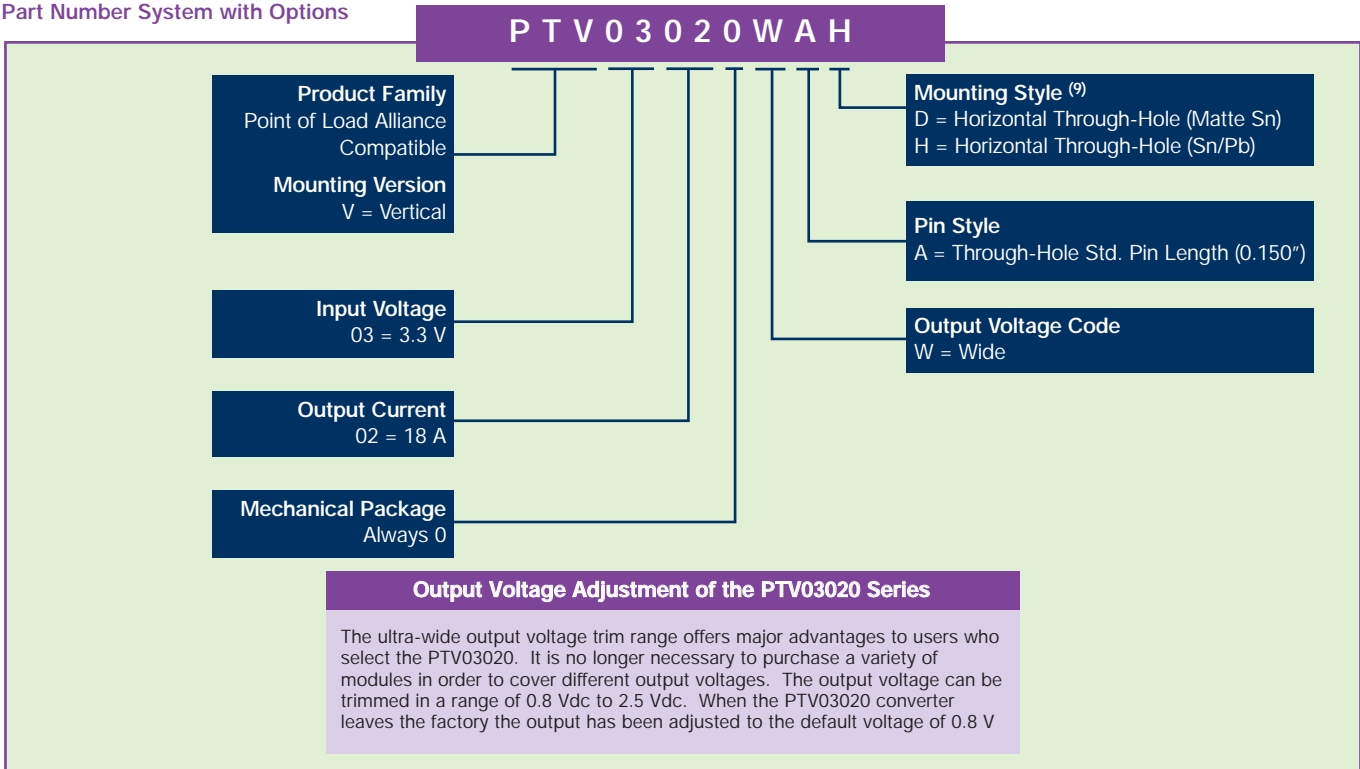 Part Number System with Options
PTV03020WAH
Product Family
Point of Load Alliance
Compatible
Mounting Version
V = Vertical
Input Voltage
03 = 3.3 V
Output Current
02 = 18 A
Mechanical Package
Always 0
Mounting Style (9)
D = Horizontal Through-Hole (Matte Sn)
H = Horizontal Through-Hole (Sn/Pb)
Pin Style
A = Through-Hole Std. Pin Length (0.150″)
Output Voltage Code
W = Wide
Output Voltage Adjustment of the PTV03020 Series
The ultra-wide output voltage trim range offers major advantages to users who
select the PTV03020. It is no longer necessary to purchase a variety of
modules in order to cover different output voltages. The output voltage can be
trimmed in a range of 0.8 Vdc to 2.5 Vdc. When the PTV03020 converter
leaves the factory the output has been adjusted to the default voltage of 0.8 V